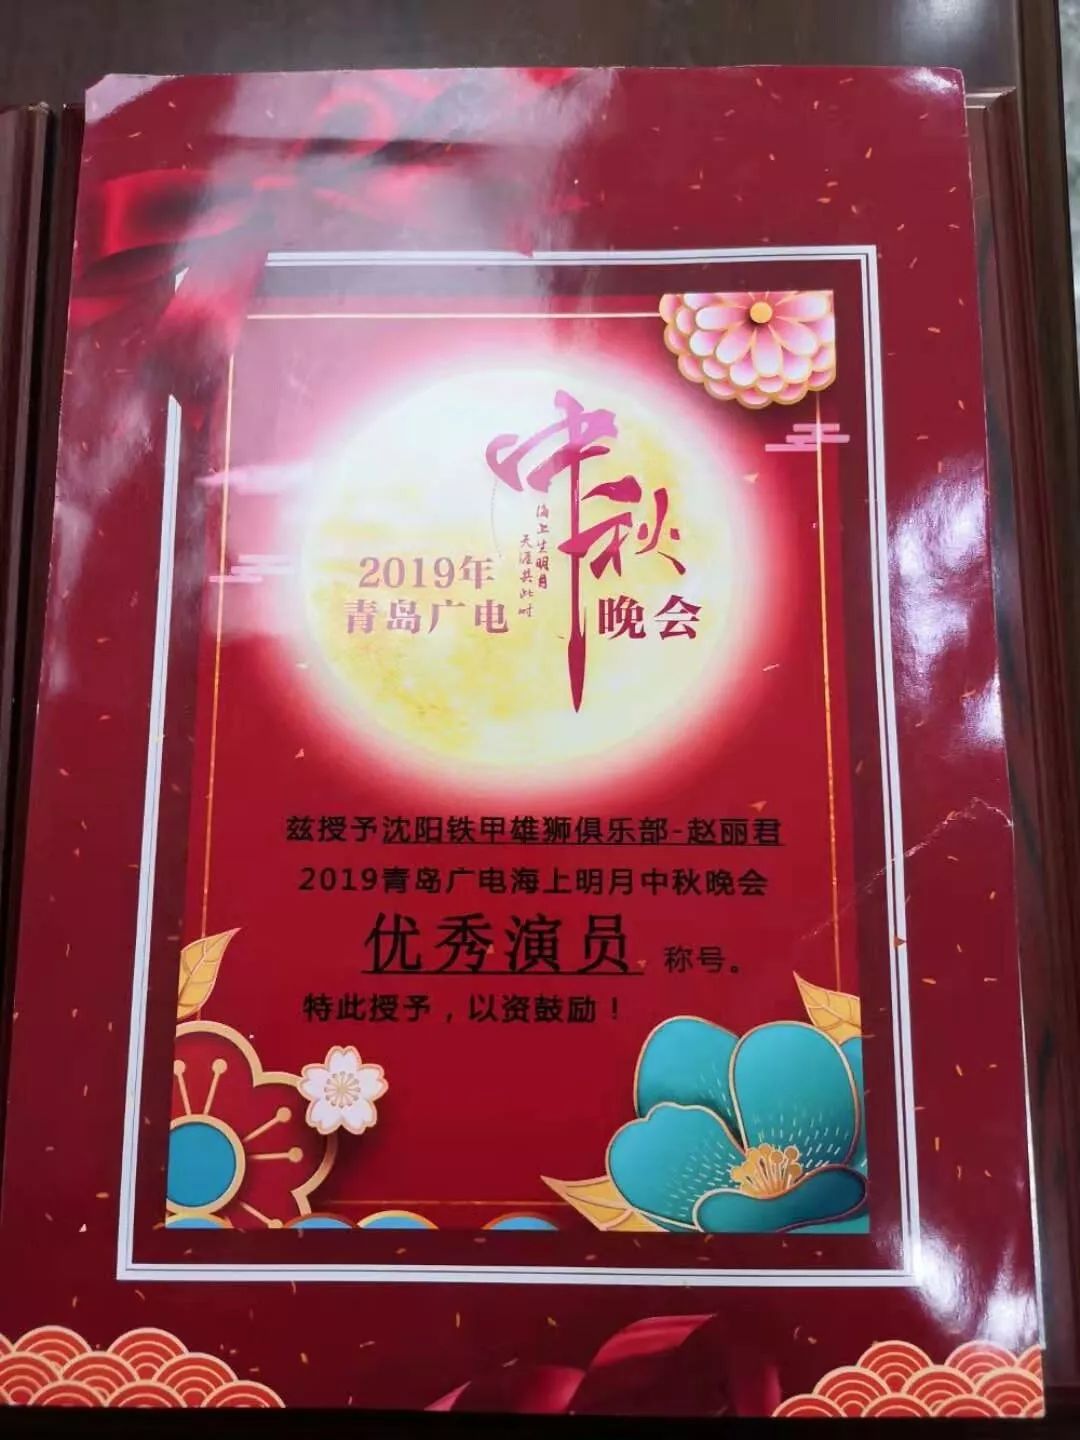 中秋
海上生明月
天涯共此时
2019年
青岛广电
晚会
兹授予沈阳铁甲雄狮俱乐部-赵丽君
2019青岛广电海上明月中秋晚会
优秀演员 称号。
特此授予，以资鼓励！